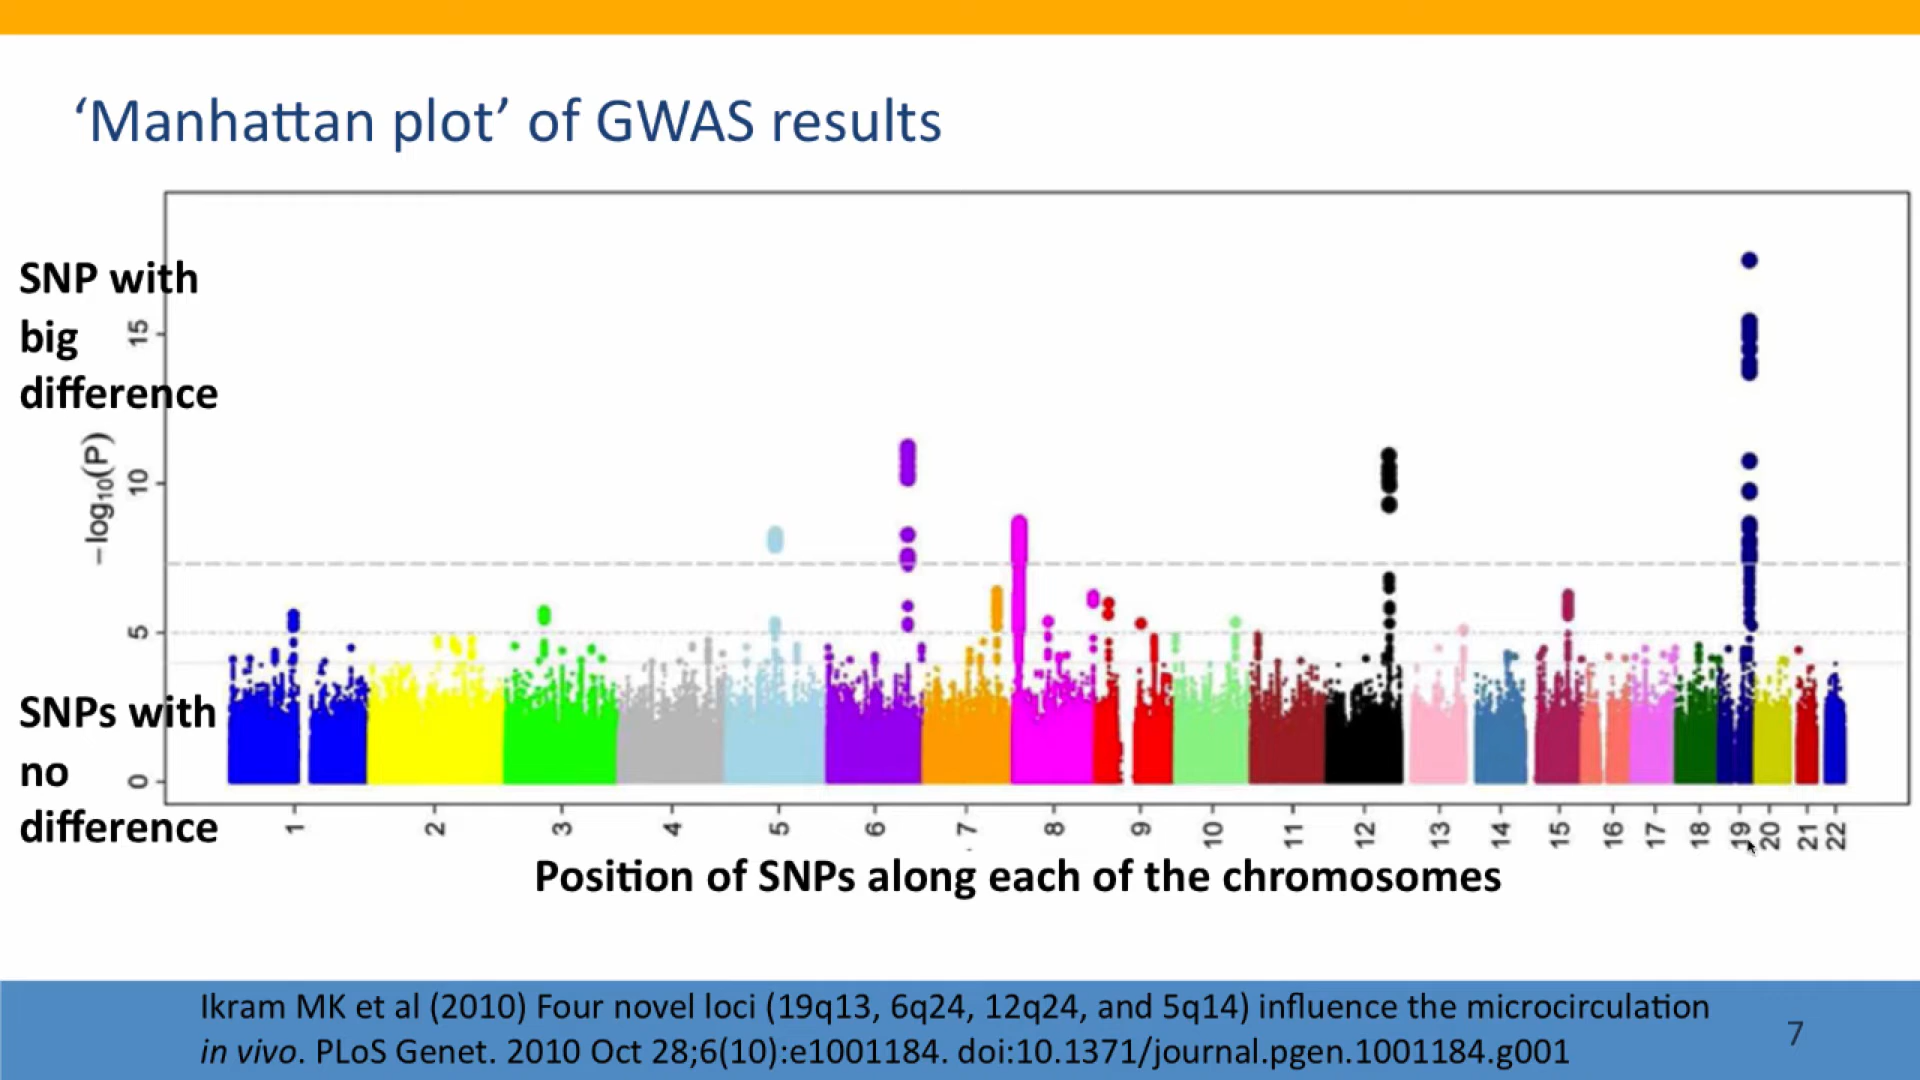 ‘Manhattan plot’ of GWAS results
SNP with
big
difference
−log10(P)
15
10
5
0
SNPs with
no
difference
1 2 3 4 5 6 7 8 9 10 11 12 13 14 15 16 17 18 19 20 21 22
Position of SNPs along each of the chromosomes
Ikram MK et al (2010) Four novel loci (19q13, 6q24, 12q24, and 5q14) influence the microcirculation
in vivo. PLoS Genet. 2010 Oct 28;6(10):e1001184. doi:10.1371/journal.pgen.1001184.g001
7